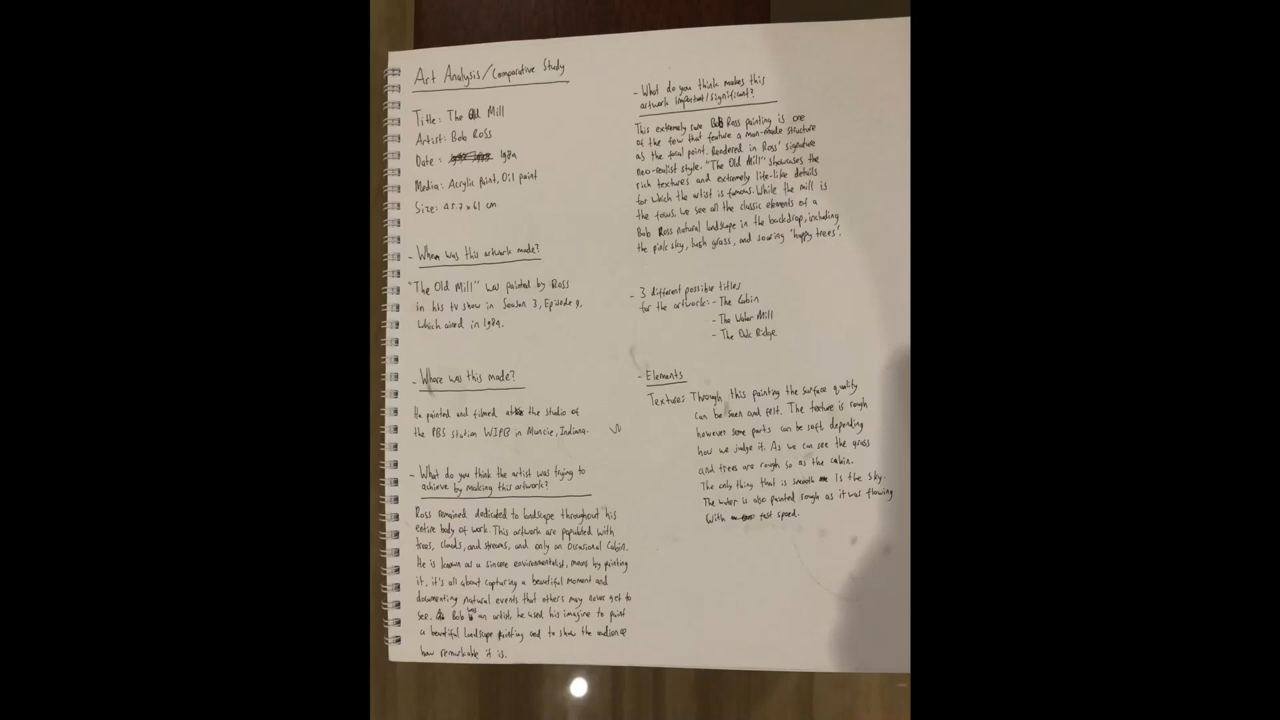 Art Analysis/Comparative Study
Title: The Old Mill
Artist: Bob Ross
Date: 1984
Media: Acrylic Paint, Oil paint
Size: 45.7 x 61 cm
- When was this artwork made?
"The Old Mill" was painted by Ross
in his tv show in Season 3, Episode 9,
which aired in 1984.
- Where was this made?
He painted and filmed at the studio of
the PBS station WIPB in Muncie, Indiana.
- What do you think the artist was trying to
achieve by making this artwork?
Ross remained dedicated to landscape throughout his
entire body of work. This artwork are populated with
trees, clouds, and streams, and only an Occasional Cabin.
He is known as a sincere environmentalist, means by painting
it, it's all about capturing a beautiful moment and
documenting natural events that others may never get to
see. Bob was an artist, he used his imagine to paint
a beautiful landscape painting and to show the audience
how remarkable it is.
- What do you think makes this
artwork important/significant?
This extremely rare Bob Ross painting is one
of the few that feature a man-made structure
as the focal point. Rendered in Ross' signature
neo-realist style. "The Old Mill" showcases the
rich textures and extremely life-like details
for which the artist is famous. While the mill is
the focus, we see all the classic elements of a
Bob Ross natural landscape in the backdrop, including
the pink sky, lush grass, and soaring 'happy trees'.
- 3 different possible titles
for the artwork: - The Cabin
- The Water Mill
- The Oak Ridge
- Elements
Textures Through this painting the surface quality
can be seen and felt. The texture is rough
however some parts can be soft depending
how we judge it. As we can see the grass
and trees are rough so as the cabin.
The only thing that is smooth is the sky.
The water is also painted rough as it was flowing
with fast speed.